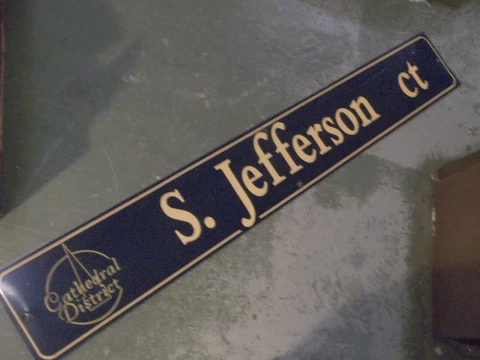 Cathedral
District
S. Jefferson ct